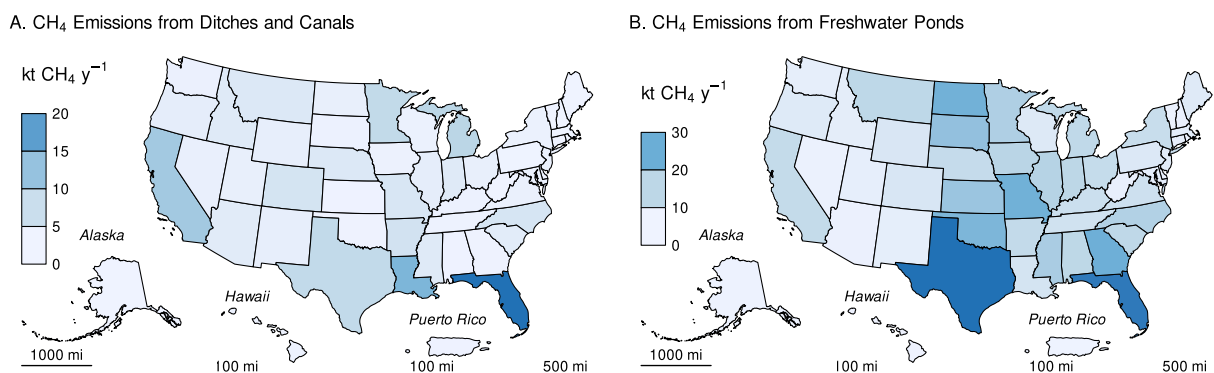 A. CH₄ Emissions from Ditches and Canals
kt CH₄ y⁻¹
20
15
10
5
0
Alaska
Hawaii
Puerto Rico
1000 mi
100 mi
100 mi
500 mi
B. CH₄ Emissions from Freshwater Ponds
kt CH₄ y⁻¹
30
20
10
0
Alaska
Hawaii
Puerto Rico
1000 mi
100 mi
100 mi
500 mi